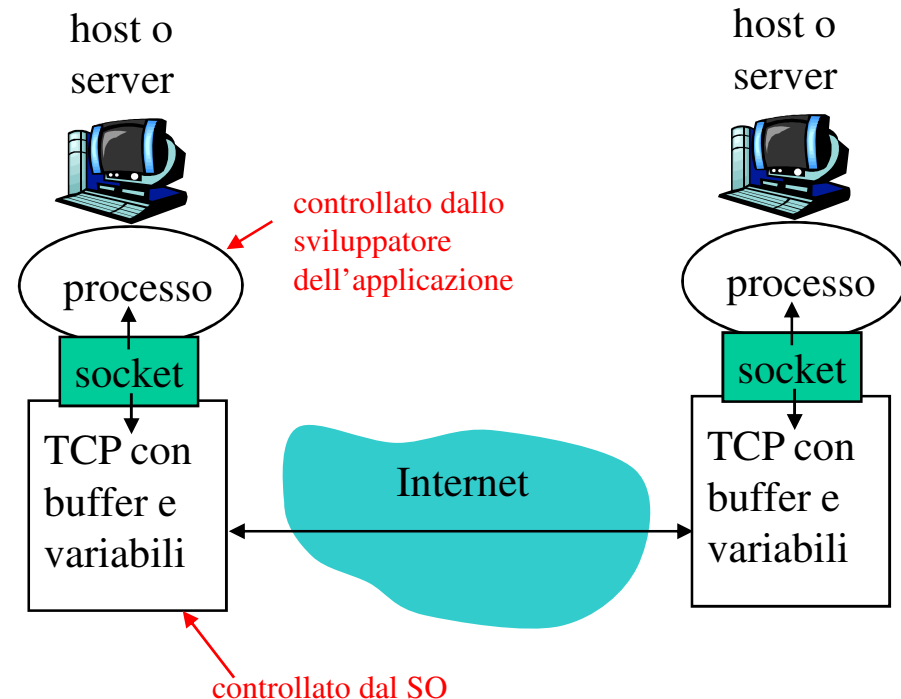 host o
server
host o
server
controllato dallo
sviluppatore
dell’applicazione
processo
processo
socket
socket
TCP con
buffer e
variabili
Internet
TCP con
buffer e
variabili
controllato dal SO